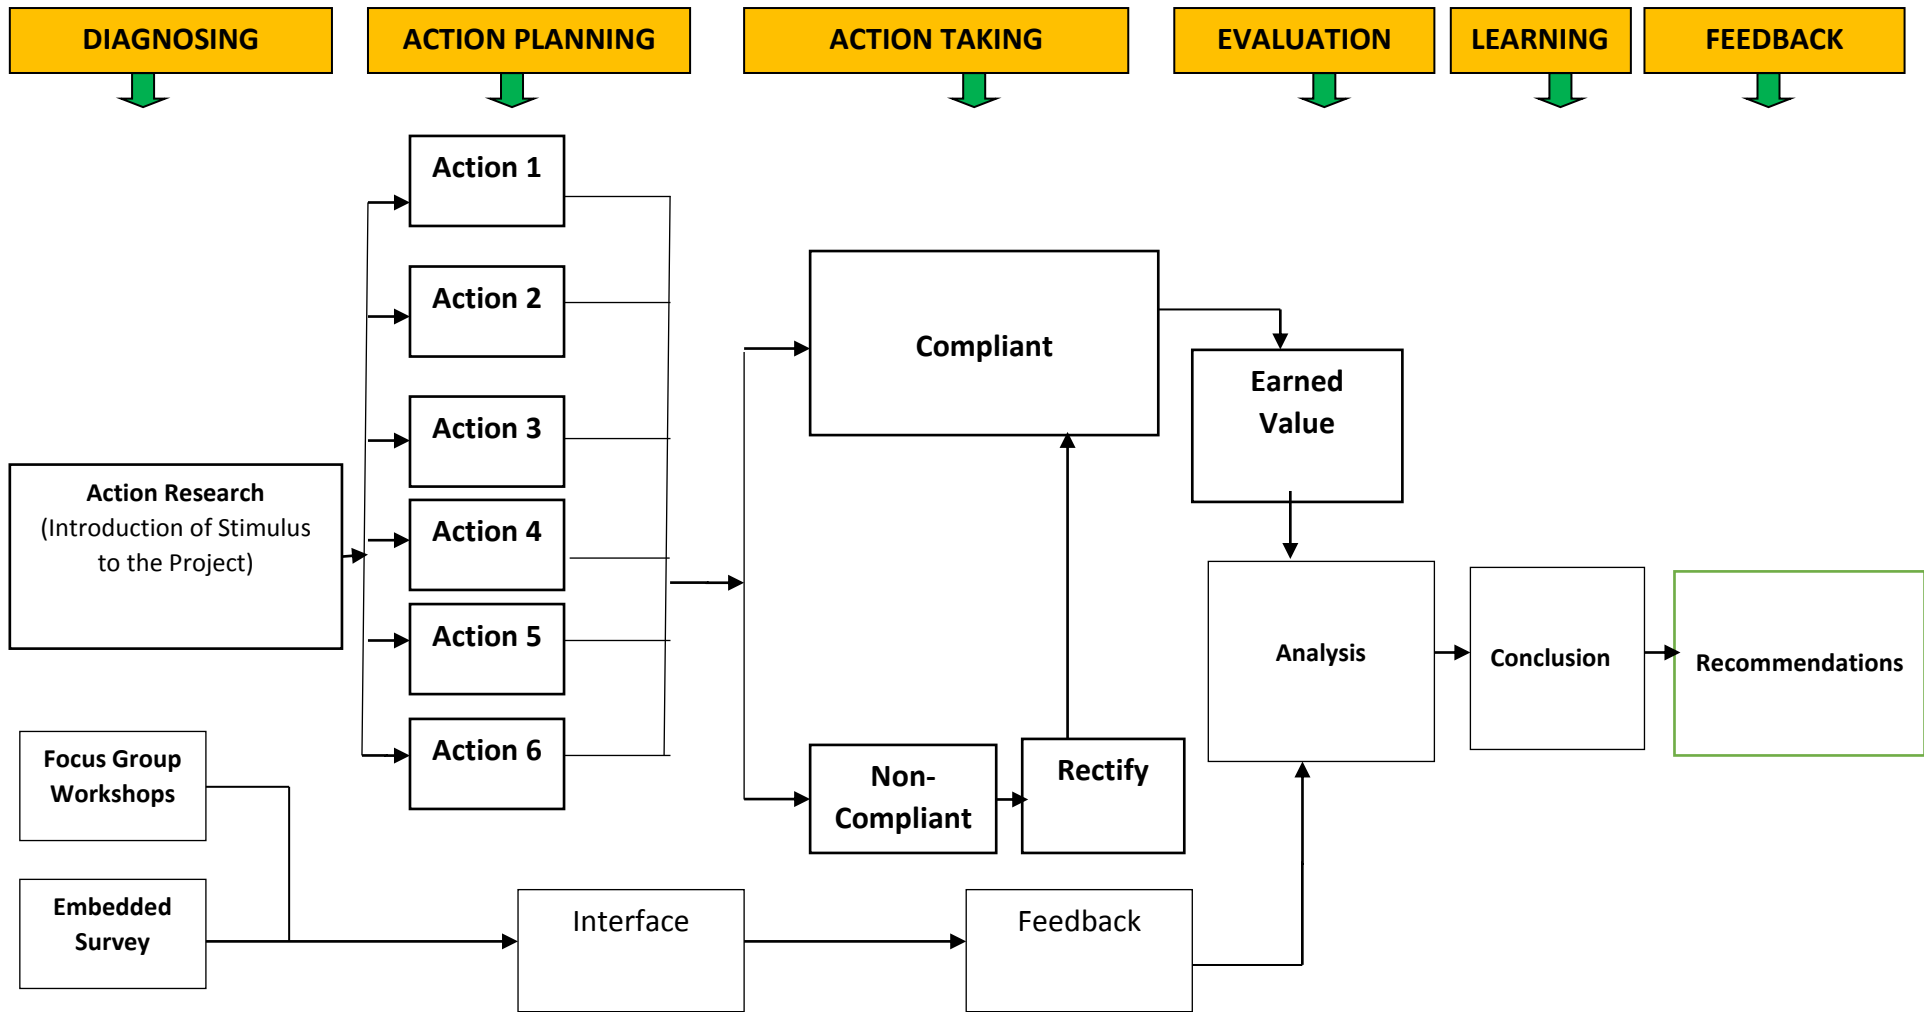 DIAGNOSING
ACTION PLANNING
ACTION TAKING
EVALUATION
LEARNING
FEEDBACK
Action 1
Action 2
Action 3
Action 4
Action 5
Action 6
Action Research
(Introduction of Stimulus
to the Project)
Focus Group
Workshops
Embedded
Survey
Compliant
Non-
Compliant
Rectify
Interface
Feedback
Earned
Value
Analysis
Conclusion
Recommendations